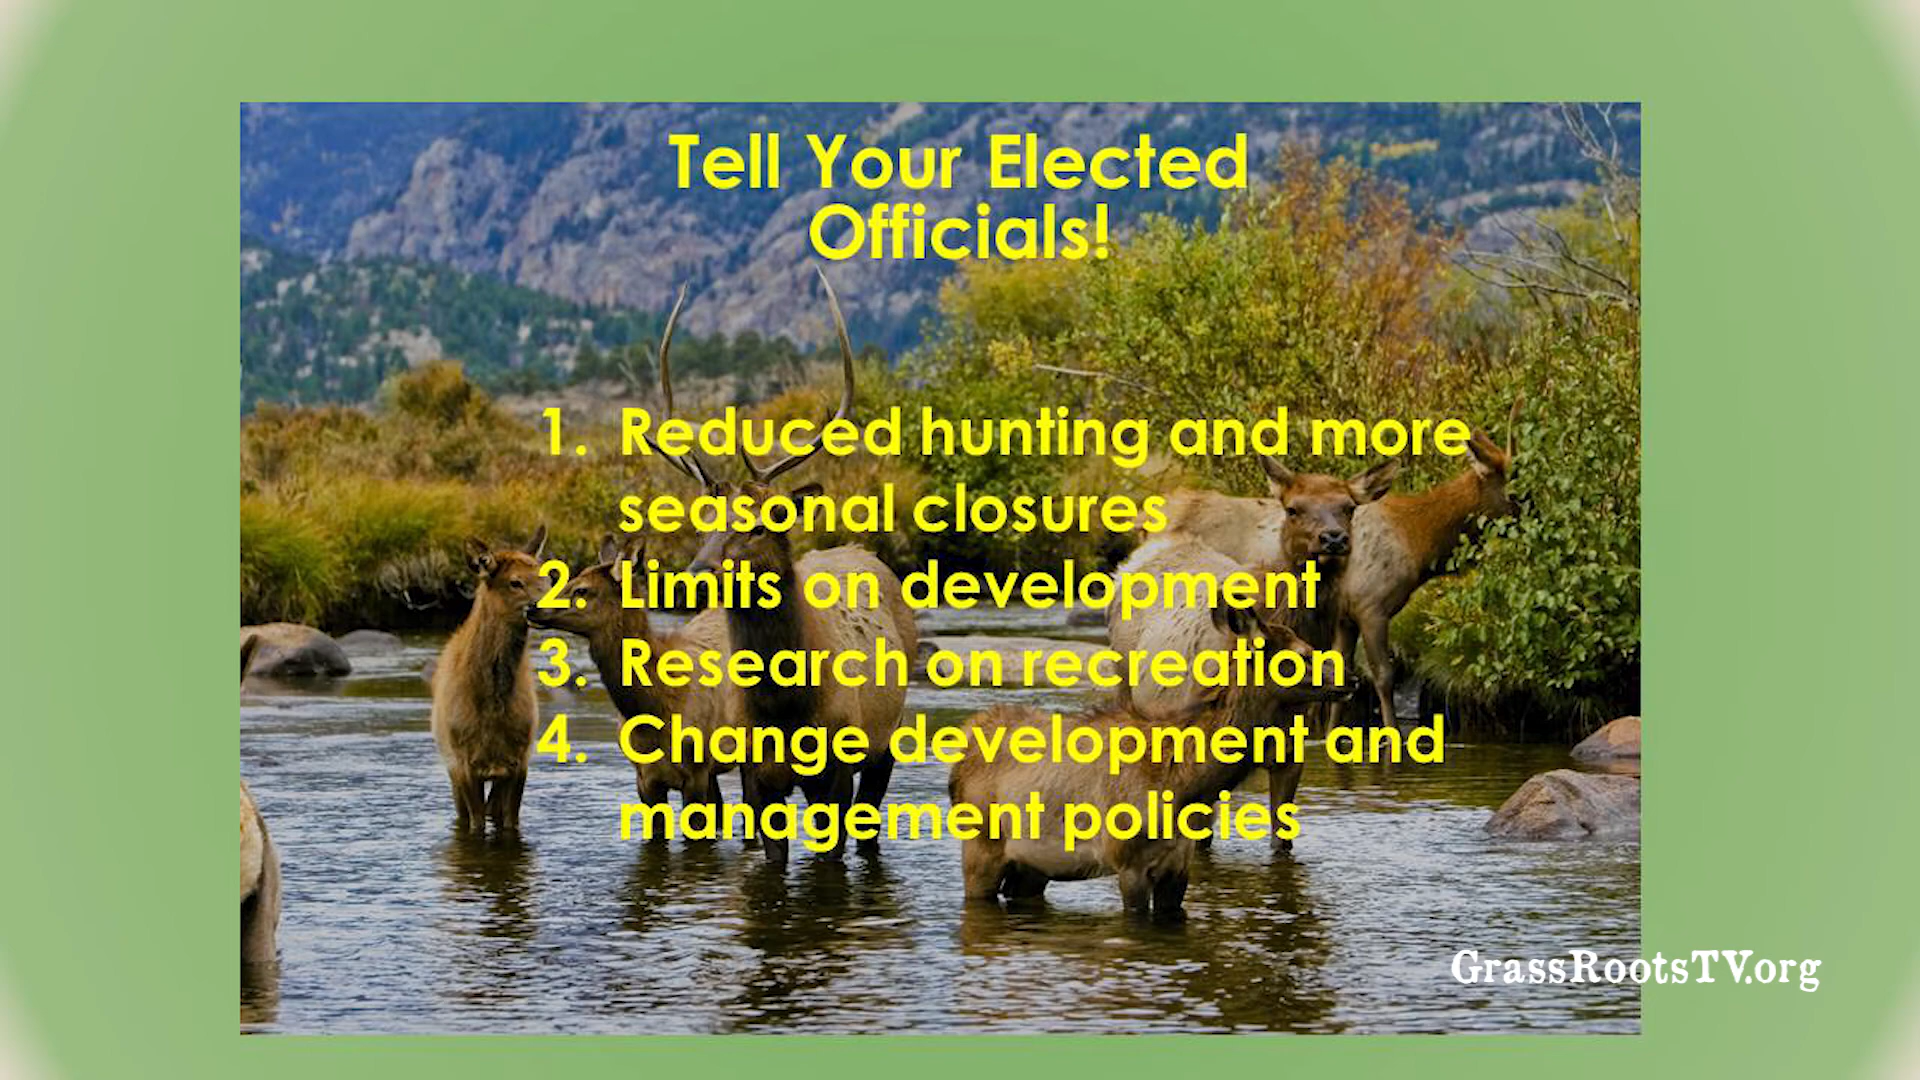 Tell Your Elected
Officials!
1. Reduced hunting and more
seasonal closures
2. Limits on development
3. Research on recreation
4. Change development and
management policies
GrassRootsTV.org